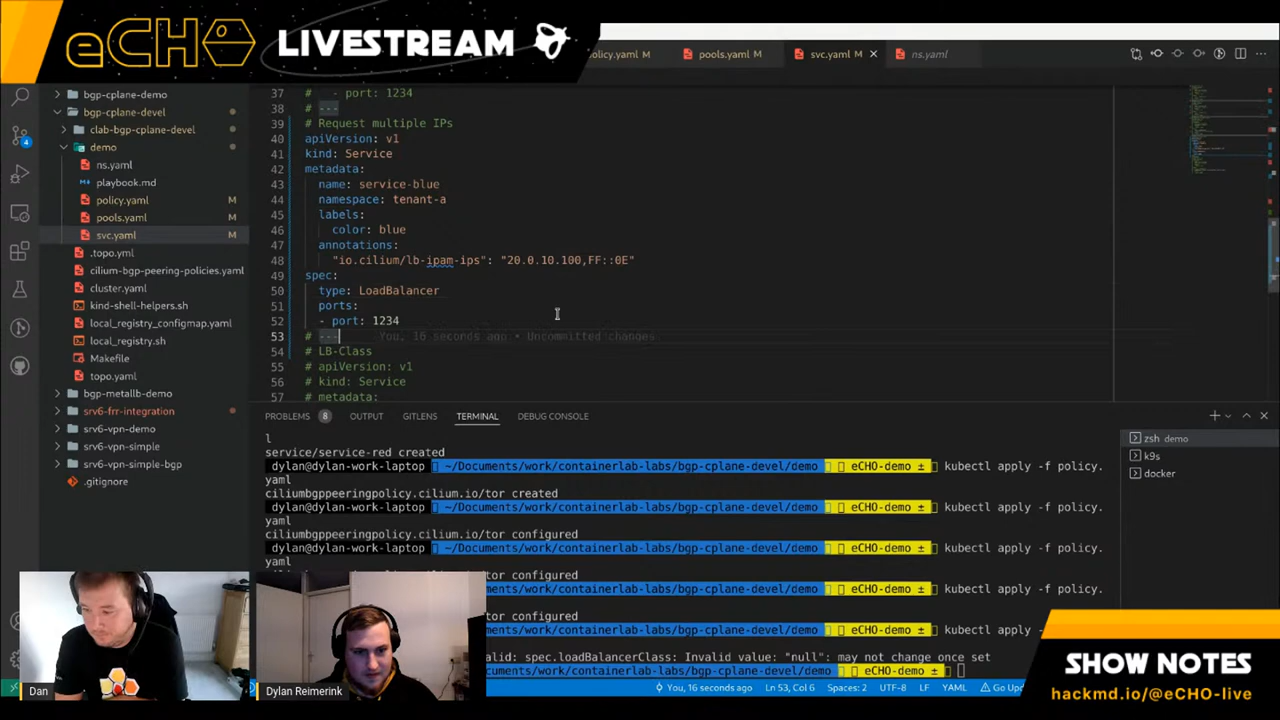 eCHO LIVESTREAM
policy.yaml M
pools.yaml M
svc.yaml M
ns.yaml
bgp-cplane-demo
bgp-cplane-devel
clab-bgp-cplane-devel
demo
ns.yaml
playbook.md
policy.yaml M
pools.yaml M
svc.yaml M
.topo.yml
cilium-bgp-peering-policies.yaml
cluster.yaml
kind-shell-helpers.sh
local_registry_configmap.yaml
local_registry.sh
Makefile
topo.yaml
bgp-metallb-demo
srv6-frr-integration
srv6-vpn-demo
srv6-vpn-simple
srv6-vpn-simple-bgp
.gitignore
4
37 #   - port: 1234
38 # ---
39 # Request multiple IPs
40 apiVersion: v1
41 kind: Service
42 metadata:
43 name: service-blue
44 namespace: tenant-a
45 labels:
46 color: blue
47 annotations:
48 "io.cilium/lb-ipam-ips": "20.0.10.100,FF::0E"
49 spec:
50 type: LoadBalancer
51 ports:
52 - port: 1234
53 # --- You, 16 seconds ago • Uncommitted changes
54 # LB-Class
55 # apiVersion: v1
56 # kind: Service
57 # metadata:
PROBLEMS 8 OUTPUT GITLENS TERMINAL DEBUG CONSOLE
l
service/service-red created
dylan@dylan-work-laptop ~/Documents/work/containerlab-labs/bgp-cplane-devel/demo eCHO-demo ± kubectl apply -f policy.
yaml
ciliumbgppeeringpolicy.cilium.io/tor created
dylan@dylan-work-laptop ~/Documents/work/containerlab-labs/bgp-cplane-devel/demo eCHO-demo ± kubectl apply -f policy.
yaml
ciliumbgppeeringpolicy.cilium.io/tor configured
dylan@dylan-work-laptop ~/Documents/work/containerlab-labs/bgp-cplane-devel/demo eCHO-demo ± kubectl apply -f policy.
yaml
configured
/containerlab-labs/bgp-cplane-devel/demo eCHO-demo ± kubectl apply -f policy.
configured
/containerlab-labs/bgp-cplane-devel/demo eCHO-demo ± kubectl apply -
alid: spec.loadBalancerClass: Invalid value: "null": may not change once set
/containerlab-labs/bgp-cplane-devel/demo eCHO-demo ±
zsh demo
k9s
docker
Dan
Dylan Reimerink
You, 16 seconds ago Ln 53, Col 6 Spaces: 2 UTF-8 LF YAML Go Up
SHOW NOTES
hackmd.io/@eCHO-live